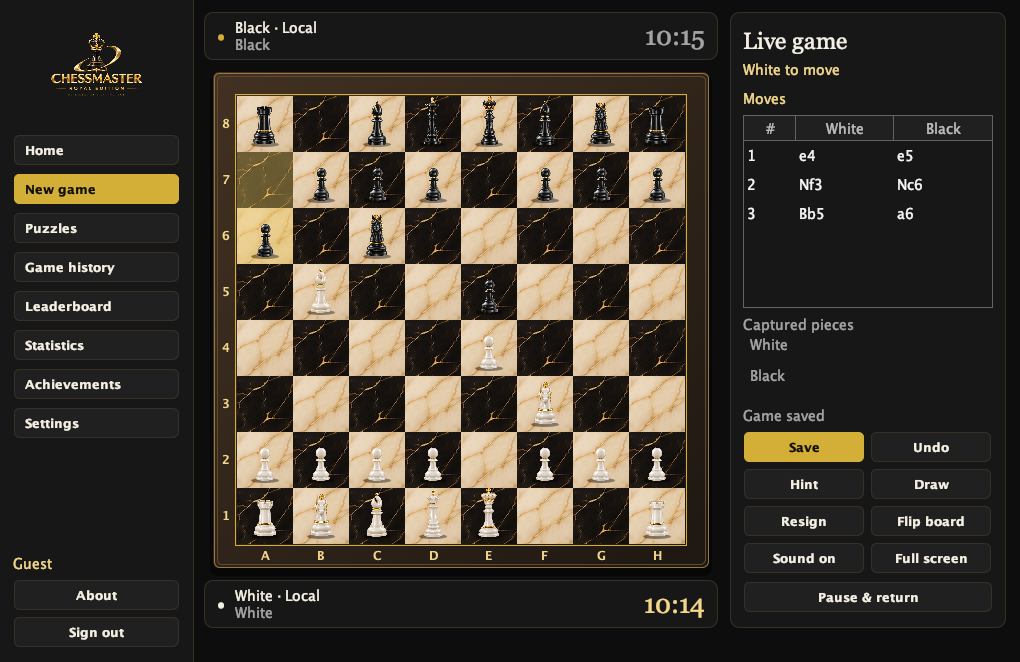 CHESSMASTER
ROYAL EDITION
Home
New game
Puzzles
Game history
Leaderboard
Statistics
Achievements
Settings
Guest
About
Sign out
Black · Local
Black
10:15
8
7
6
5
4
3
2
1
A B C D E F G H
White · Local
White
10:14
Live game
White to move
Moves
# White Black
1 e4 e5
2 Nf3 Nc6
3 Bb5 a6
Captured pieces
White
Black
Game saved
Save Undo
Hint Draw
Resign Flip board
Sound on Full screen
Pause & return